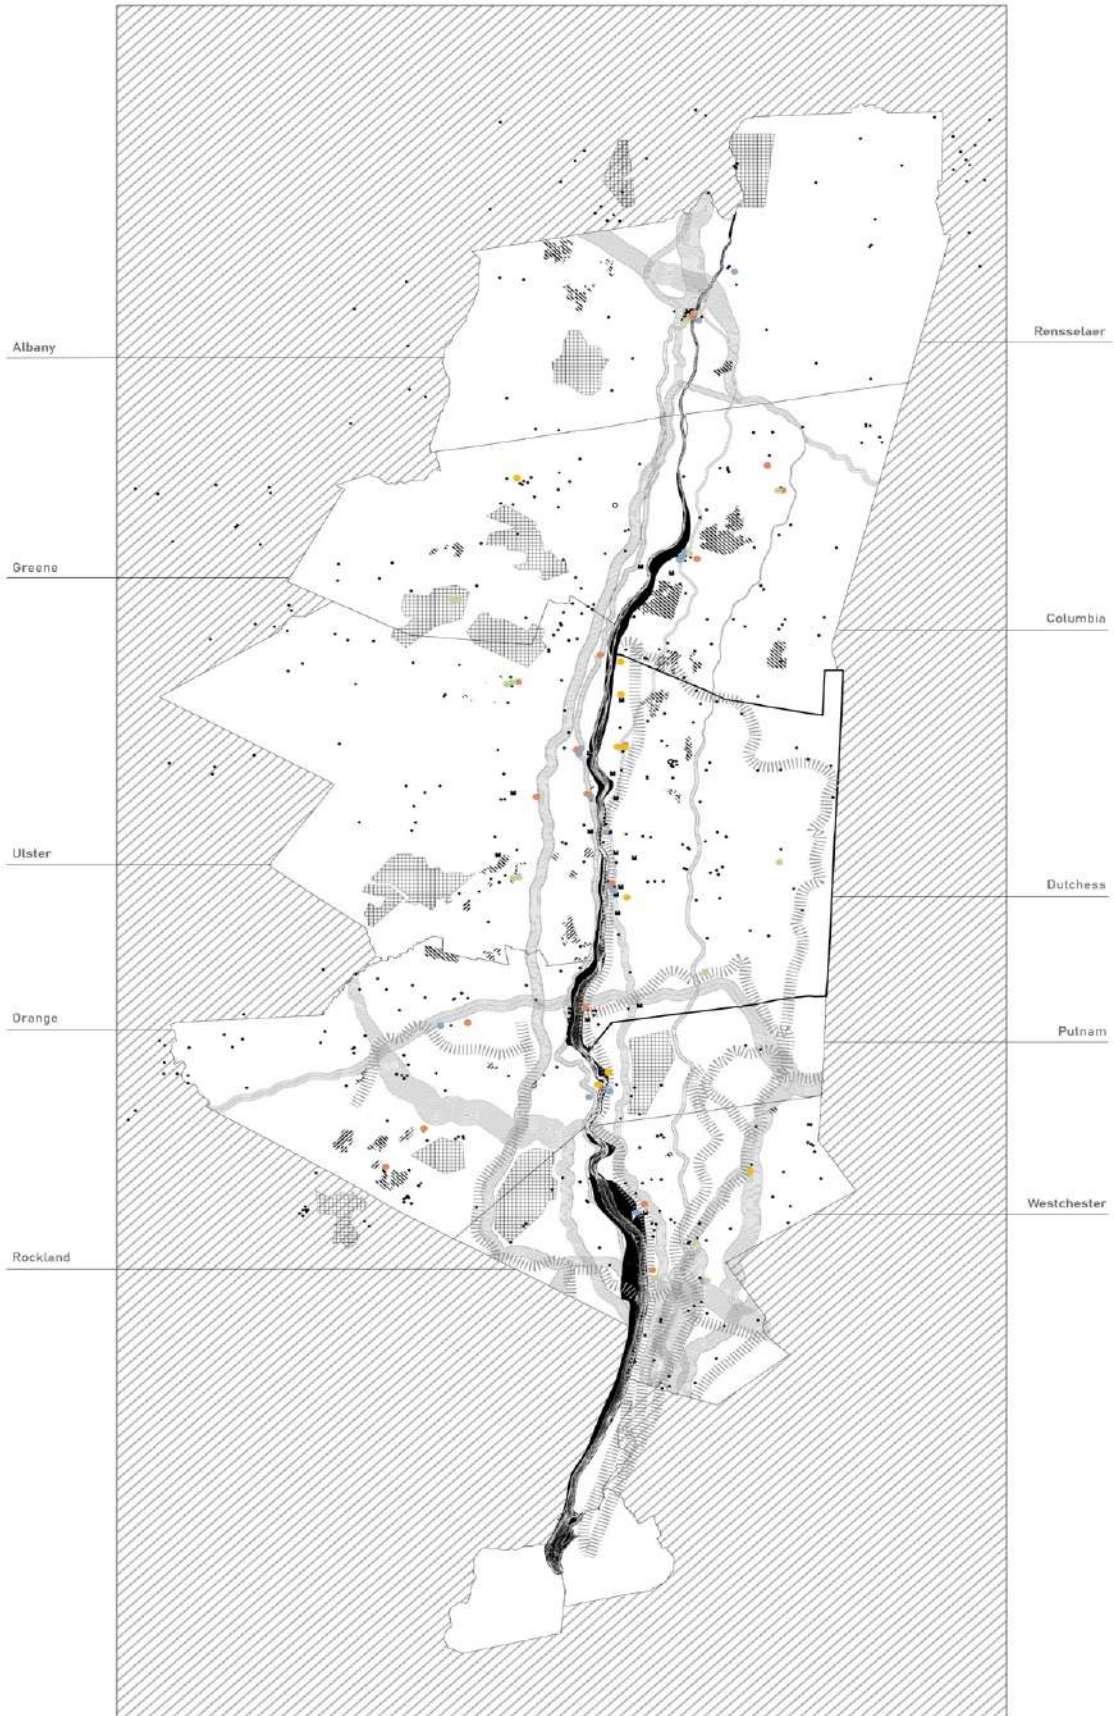 Albany
Rensselaer
Greene
Columbia
Ulster
Dutchess
Orange
Putnam
Westchester
Rockland